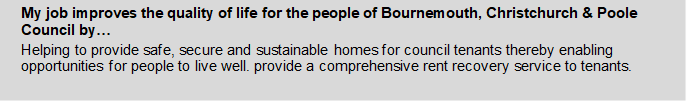 My job improves the quality of life for the people of Bournemouth, Christchurch & Poole
Council by…
Helping to provide safe, secure and sustainable homes for council tenants thereby enabling
opportunities for people to live well. provide a comprehensive rent recovery service to tenants.